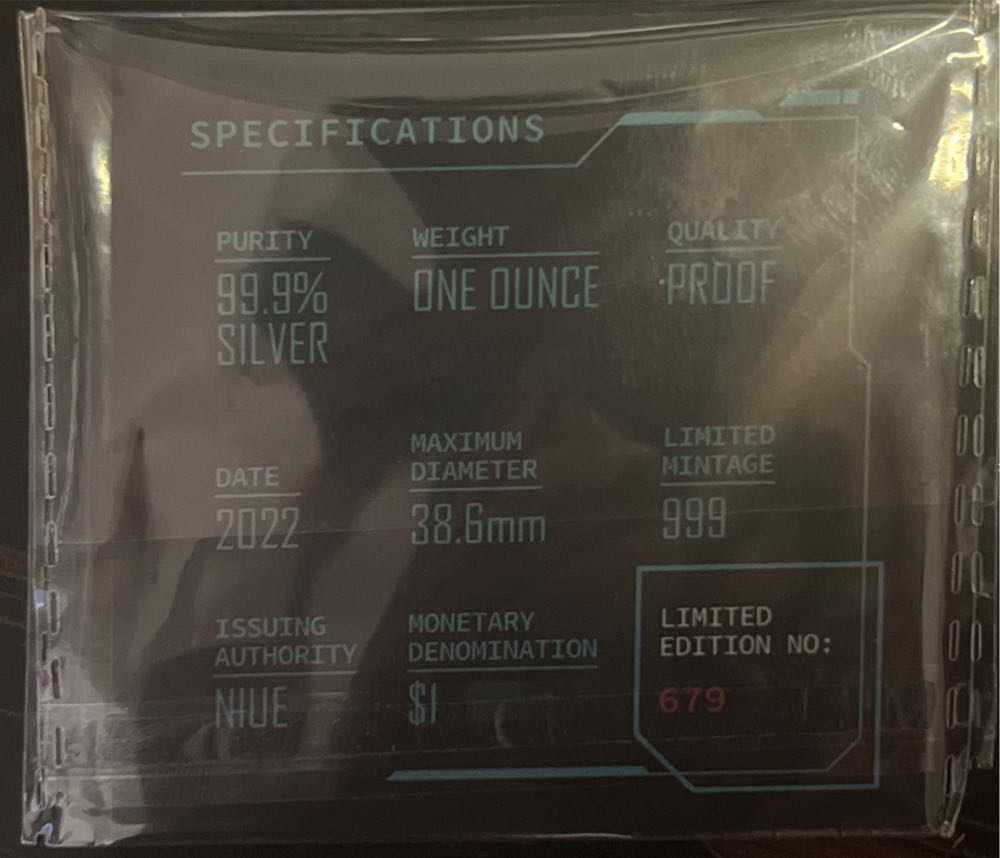 SPECIFICATIONS
PURITY
99.9%
SILVER
WEIGHT
ONE OUNCE
QUALITY
PROOF
DATE
2022
MAXIMUM
DIAMETER
38.6mm
LIMITED
MINTAGE
999
ISSUING
AUTHORITY
NIUE
MONETARY
DENOMINATION
$1
LIMITED
EDITION NO:
679